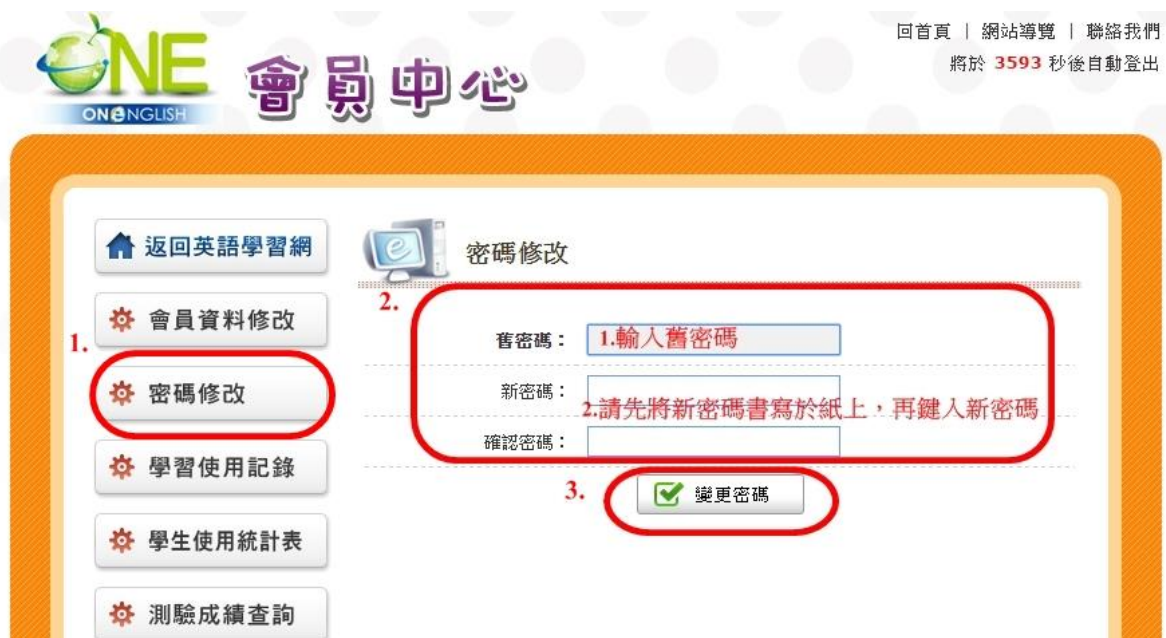 ONE
ONENGLISH
會員中心
回首頁 | 網站導覽 | 聯絡我們
將於 3593 秒後自動登出
返回英語學習網
會員資料修改
1.
密碼修改
學習使用記錄
學生使用統計表
測驗成績查詢
e
密碼修改
2.
舊密碼：
1.輸入舊密碼
新密碼：
2.請先將新密碼書寫於紙上，再鍵入新密碼
確認密碼：
3.
變更密碼